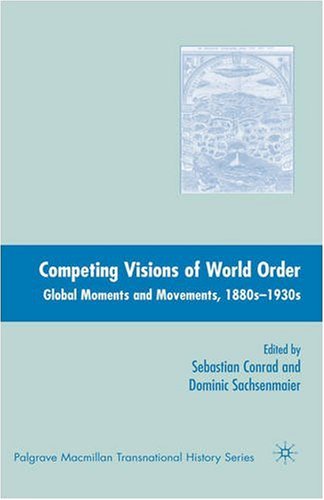 Competing Visions of World Order
Global Moments and Movements, 1880s–1930s
Edited by
Sebastian Conrad and
Dominic Sachsenmaier
Palgrave Macmillan Transnational History Series